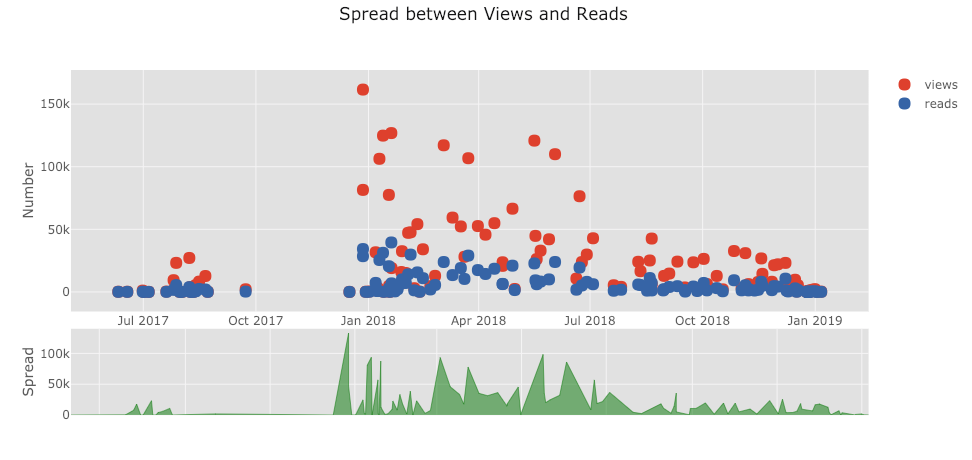 Spread between Views and Reads
views
reads
Number
150k
100k
50k
0
Jul 2017 Oct 2017 Jan 2018 Apr 2018 Jul 2018 Oct 2018 Jan 2019
Spread
100k
50k
0